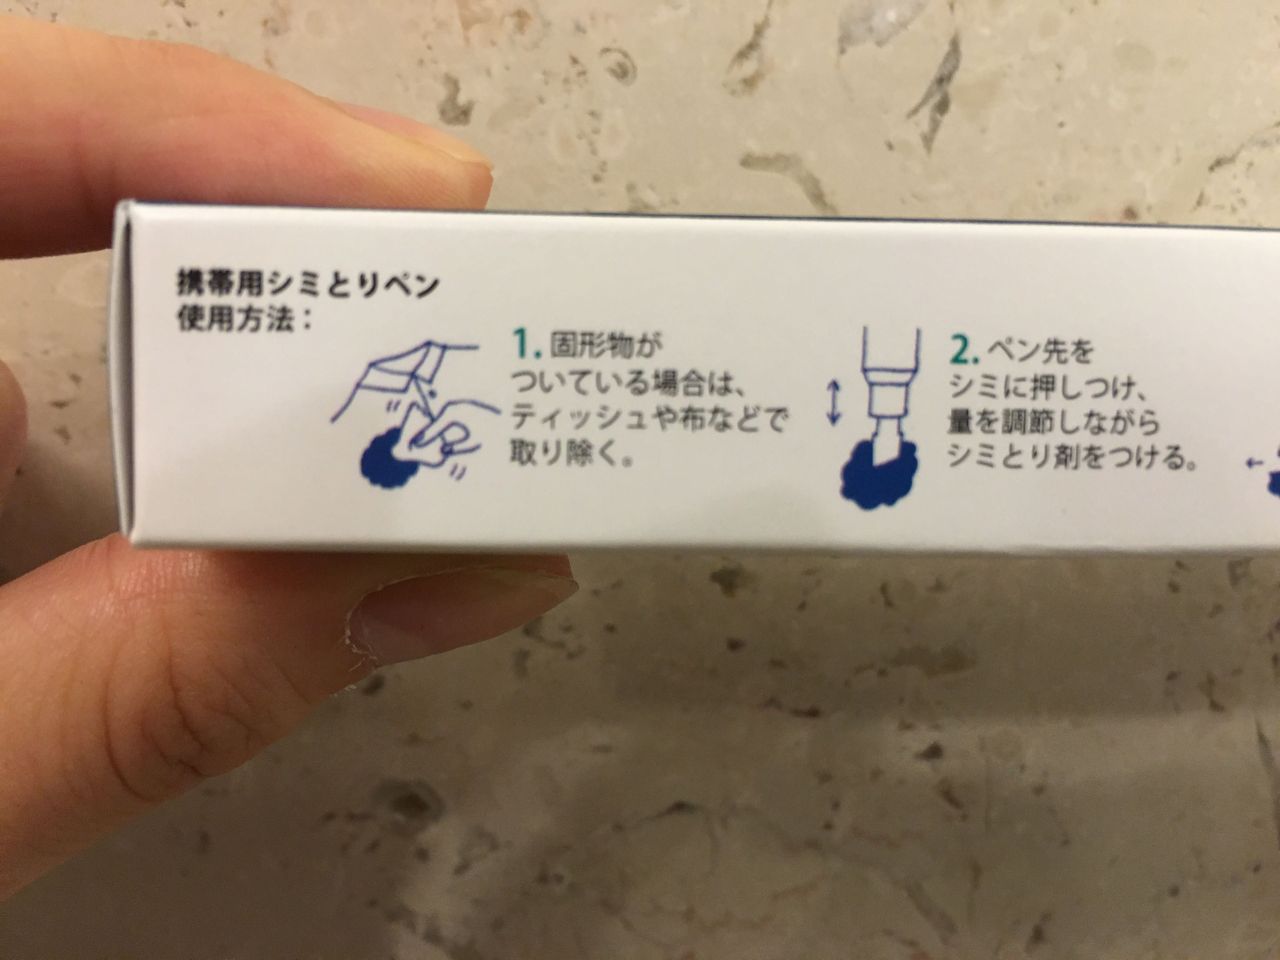 携帯用シミとりペン
使用方法：
1. 固形物が
ついている場合は、
ティッシュや布などで
取り除く。
2. ペン先を
シミに押しつけ、
量を調節しながら
シミとり剤をつける。